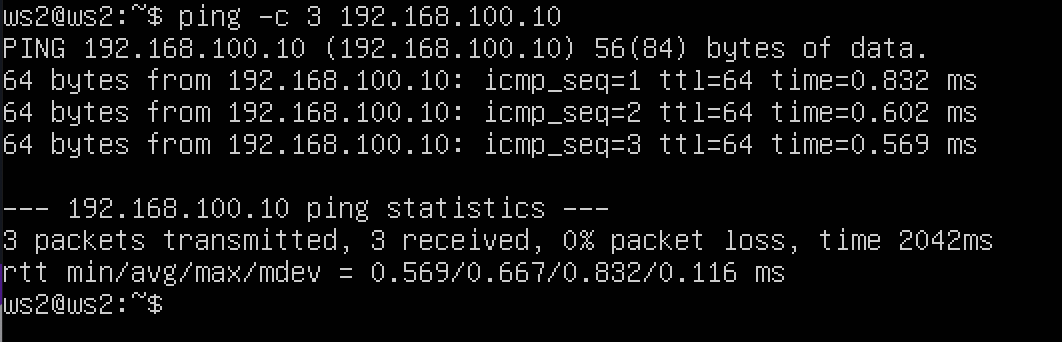 ws2@ws2:~$ ping -c 3 192.168.100.10
PING 192.168.100.10 (192.168.100.10) 56(84) bytes of data.
64 bytes from 192.168.100.10: icmp_seq=1 ttl=64 time=0.832 ms
64 bytes from 192.168.100.10: icmp_seq=2 ttl=64 time=0.602 ms
64 bytes from 192.168.100.10: icmp_seq=3 ttl=64 time=0.569 ms
--- 192.168.100.10 ping statistics ---
3 packets transmitted, 3 received, 0% packet loss, time 2042ms
rtt min/avg/max/mdev = 0.569/0.667/0.832/0.116 ms
ws2@ws2:~$